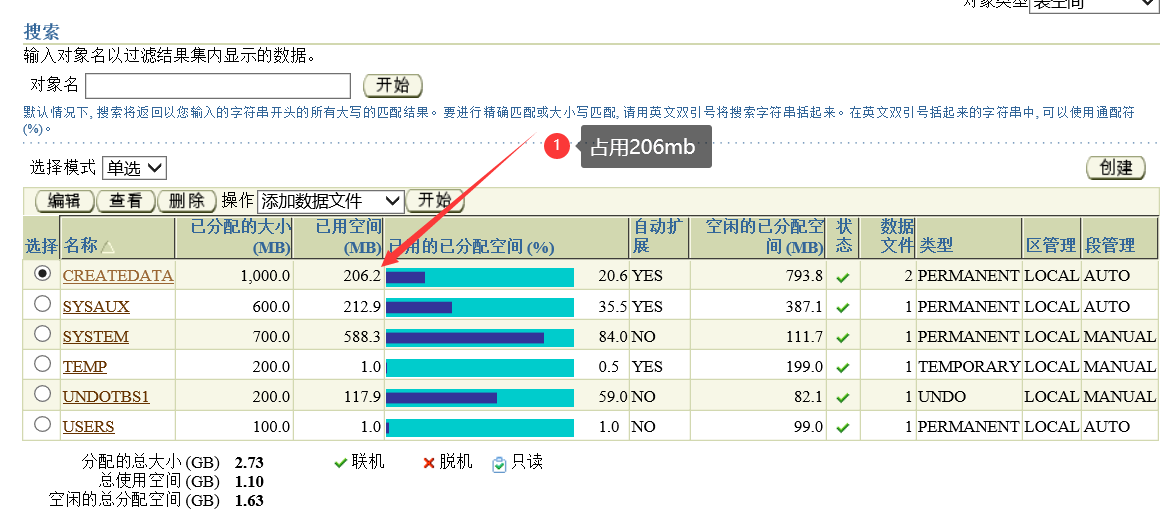 对象类型 表空间
搜索
输入对象名以过滤结果集内显示的数据。
对象名 开始
默认情况下, 搜索将返回以您输入的字符串开头的所有大写的匹配结果。要进行精确匹配或大小写匹配, 请用英文双引号将搜索字符串括起来。在英文双引号括起来的字符串中, 可以使用通配符
(%)。
1 占用206mb
选择模式 单选 创建
编辑 查看 删除 操作 添加数据文件 开始
选择 名称 已分配的大小 (MB) 已用空间 (MB) 已用的已分配空间 (%) 自动扩展 空闲的已分配空间 (MB) 状态 数据文件 类型 区管理 段管理
CREATEDATA 1,000.0 206.2 20.6 YES 793.8 2 PERMANENT LOCAL AUTO
SYSAUX 600.0 212.9 35.5 YES 387.1 1 PERMANENT LOCAL AUTO
SYSTEM 700.0 588.3 84.0 NO 111.7 1 PERMANENT LOCAL MANUAL
TEMP 200.0 1.0 0.5 YES 199.0 1 TEMPORARY LOCAL MANUAL
UNDOTBS1 200.0 117.9 59.0 NO 82.1 1 UNDO LOCAL MANUAL
USERS 100.0 1.0 1.0 NO 99.0 1 PERMANENT LOCAL AUTO
分配的总大小 (GB) 2.73 联机 脱机 只读
总使用空间 (GB) 1.10
空闲的总分配空间 (GB) 1.63